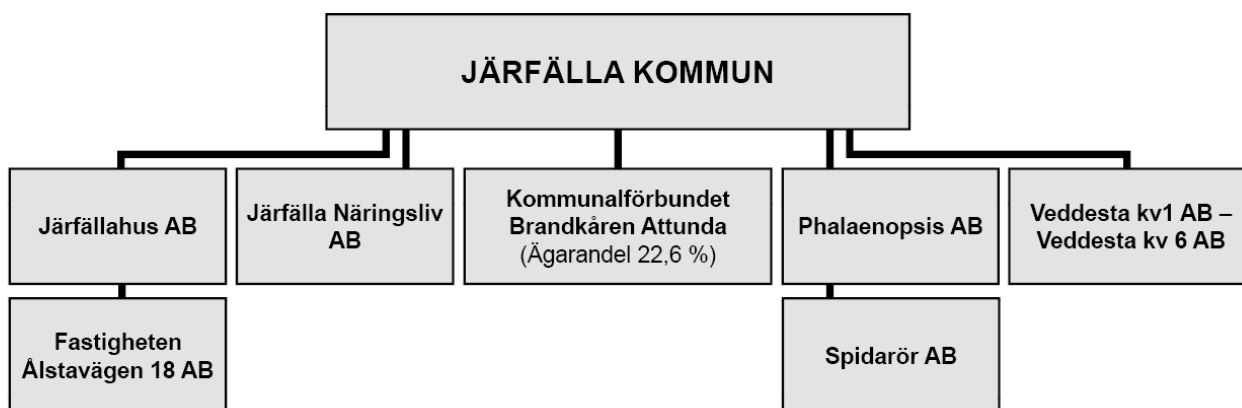 JÄRFÄLLA KOMMUN
Järfällahus AB
Järfälla Näringsliv
AB
Kommunalförbundet
Brandkåren Attunda
(Ägarandel 22,6 %)
Phalaenopsis AB
Veddesta kv1 AB –
Veddesta kv 6 AB
Fastigheten
Ålstavägen 18 AB
Spidarör AB